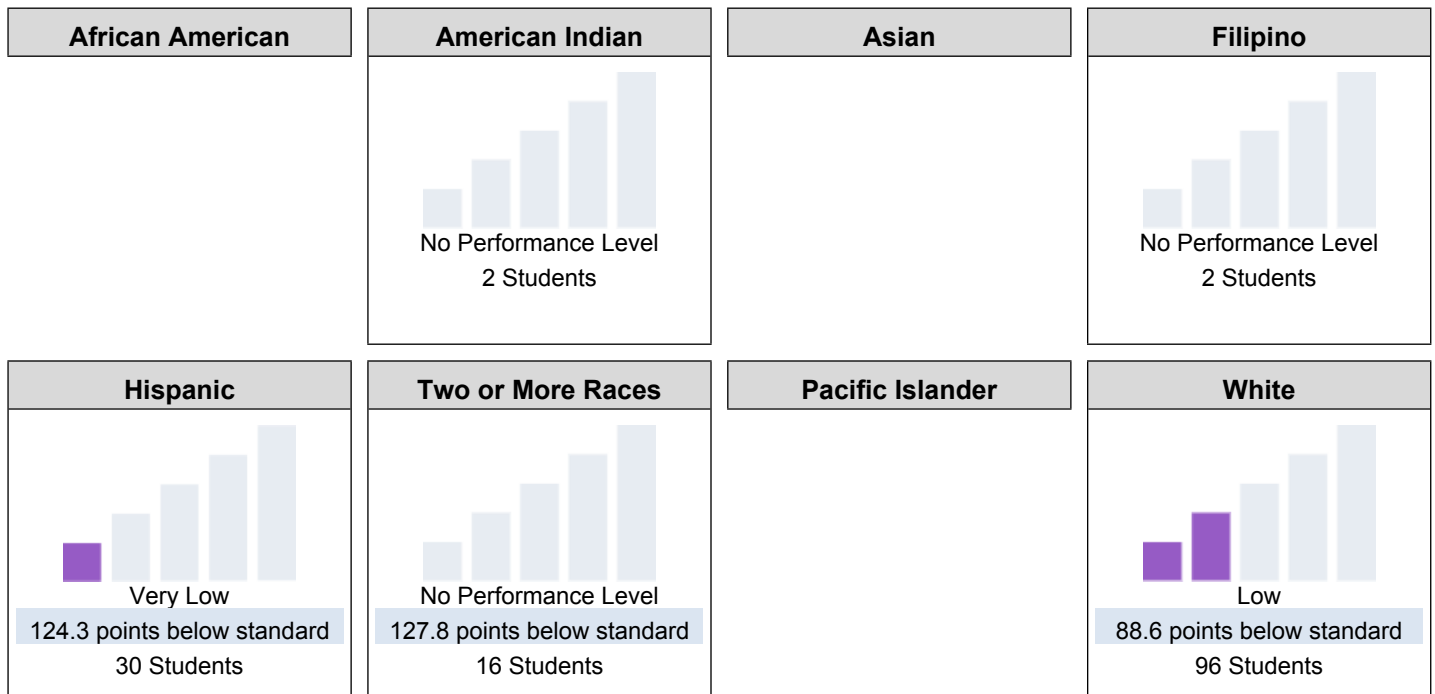 African American
American Indian
Asian
Filipino
No Performance Level
2 Students
No Performance Level
2 Students
Hispanic
Two or More Races
Pacific Islander
White
Very Low
124.3 points below standard
30 Students
No Performance Level
127.8 points below standard
16 Students
Low
88.6 points below standard
96 Students